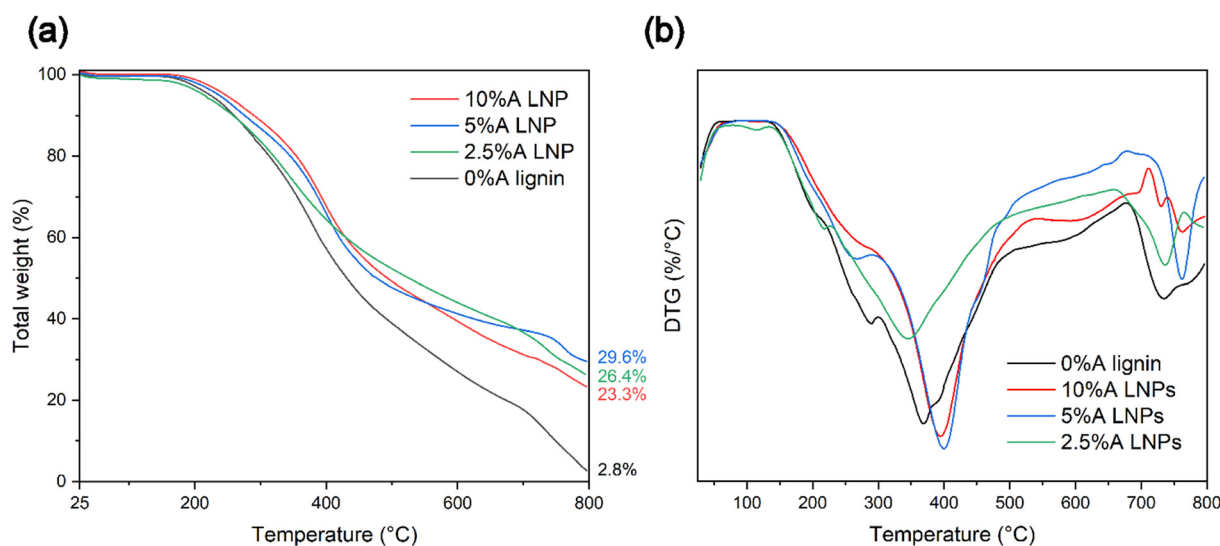 (a)
100
80
60
40
20
0
Total weight (%)
10%A LNP
5%A LNP
2.5%A LNP
0%A lignin
29.6%
26.4%
23.3%
2.8%
25 200 400 600 800
Temperature (°C)
(b)
DTG (%/°C)
0%A lignin
10%A LNPs
5%A LNPs
2.5%A LNPs
100 200 300 400 500 600 700 800
Temperature (°C)